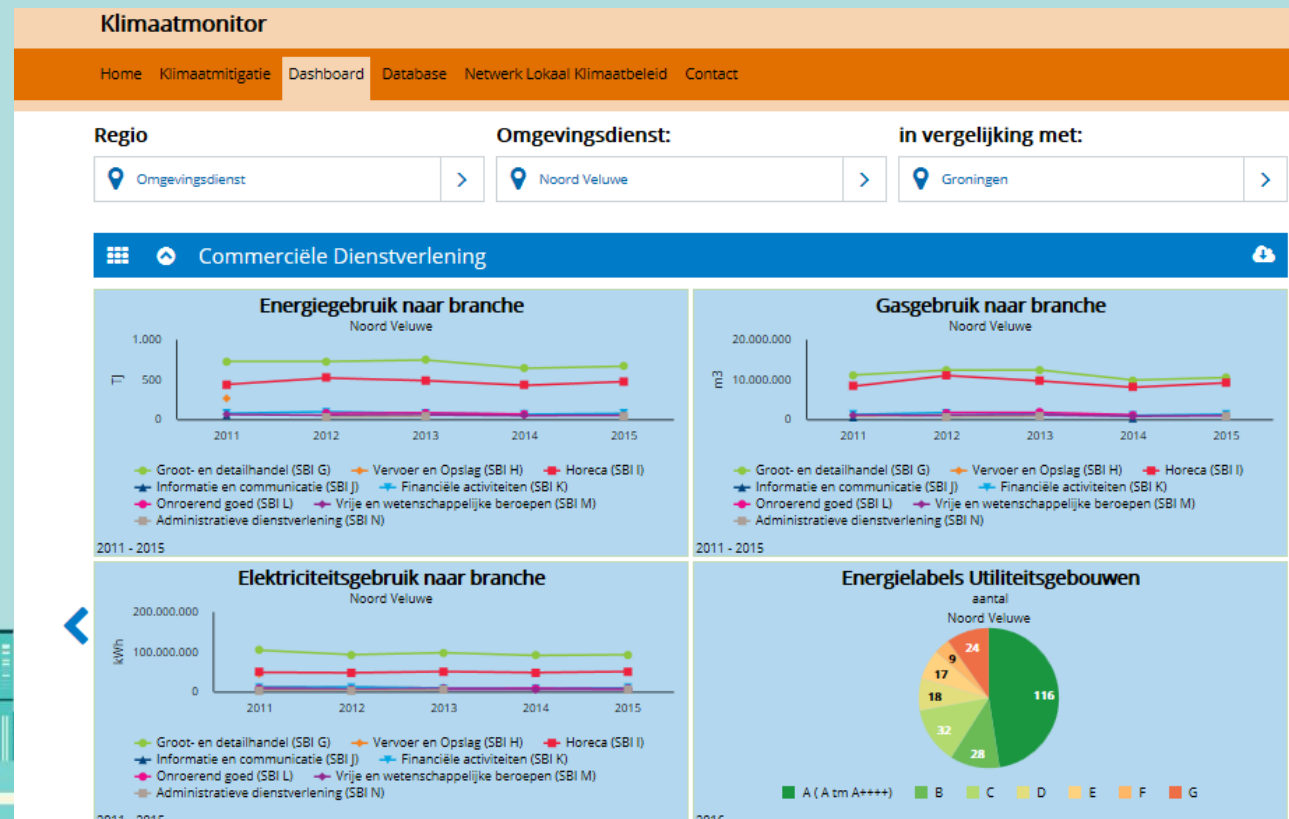 Klimaatmonitor
Home Klimaatmitigatie Dashboard Database Netwerk Lokaal Klimaatbeleid Contact
Regio Omgevingsdienst: in vergelijking met:
Omgevingsdienst Noord Veluwe Groningen
Commerciële Dienstverlening
Energiegebruik naar branche
Noord Veluwe
1.000
TJ
500
0
2011 2012 2013 2014 2015
Groot- en detailhandel (SBI G) Vervoer en Opslag (SBI H) Horeca (SBI I)
Informatie en communicatie (SBI J) Financiële activiteiten (SBI K)
Onroerend goed (SBI L) Vrije en wetenschappelijke beroepen (SBI M)
Administratieve dienstverlening (SBI N)
2011 - 2015
Gasgebruik naar branche
Noord Veluwe
20.000.000
m3
10.000.000
0
2011 2012 2013 2014 2015
Groot- en detailhandel (SBI G) Vervoer en Opslag (SBI H) Horeca (SBI I)
Informatie en communicatie (SBI J) Financiële activiteiten (SBI K)
Onroerend goed (SBI L) Vrije en wetenschappelijke beroepen (SBI M)
Administratieve dienstverlening (SBI N)
2011 - 2015
Elektriciteitsgebruik naar branche
Noord Veluwe
200.000.000
kWh
100.000.000
0
2011 2012 2013 2014 2015
Groot- en detailhandel (SBI G) Vervoer en Opslag (SBI H) Horeca (SBI I)
Informatie en communicatie (SBI J) Financiële activiteiten (SBI K)
Onroerend goed (SBI L) Vrije en wetenschappelijke beroepen (SBI M)
Administratieve dienstverlening (SBI N)
2011 - 2015
Energielabels Utiliteitsgebouwen
aantal
Noord Veluwe
24
9
17
18
116
32
28
A ( A tm A++++) B C D E F G
2016